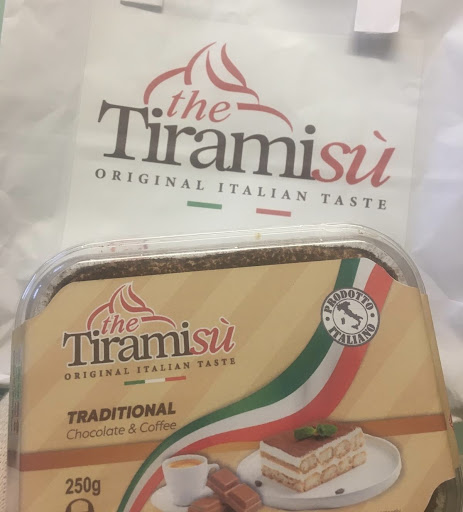 the
Tiramisù
ORIGINAL ITALIAN TASTE
the
Tiramisù
ORIGINAL ITALIAN TASTE
PRODOTTO
ITALIANO
TRADITIONAL
Chocolate & Coffee
250g